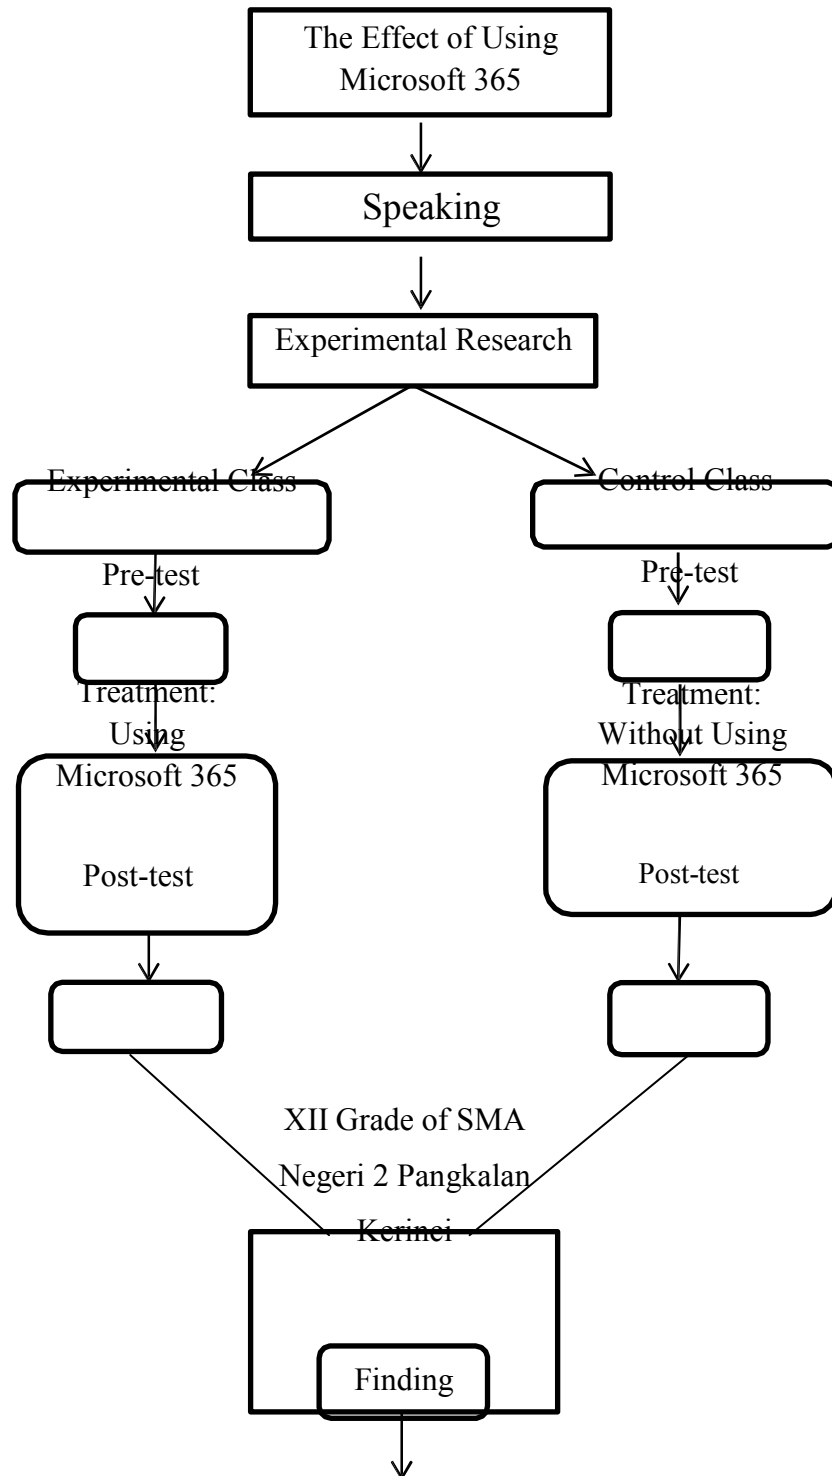 The Effect of Using
Microsoft 365
Speaking
Experimental Research
Experimental Class
Control Class
Pre-test
Pre-test
Treatment:
Using
Microsoft 365
Treatment:
Without Using
Microsoft 365
Post-test
Post-test
XII Grade of SMA
Negeri 2 Pangkalan
Kerinci
Finding